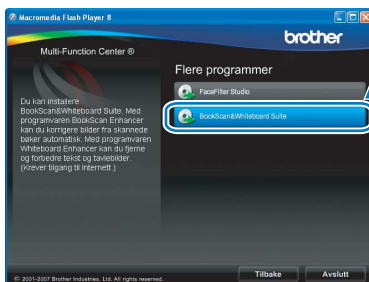 Macromedia Flash Player 8
brother
Multi-Function Center ®
Flere programmer
FaceFilter Studio
BookScan&Whiteboard Suite
Du kan installere
BookScan&Whiteboard Suite. Med
programvaren BookScan Enhancer
kan du korrigere bilder fra skannede
bøker automatisk. Med programvaren
Whiteboard Enhancer kan du fjerne
og forbedre tekst og tavlebilder.
(krever tilgang til Internett.)
Tilbake
Avslutt
© 2001-2007 Brother Industries, Ltd. All rights reserved.